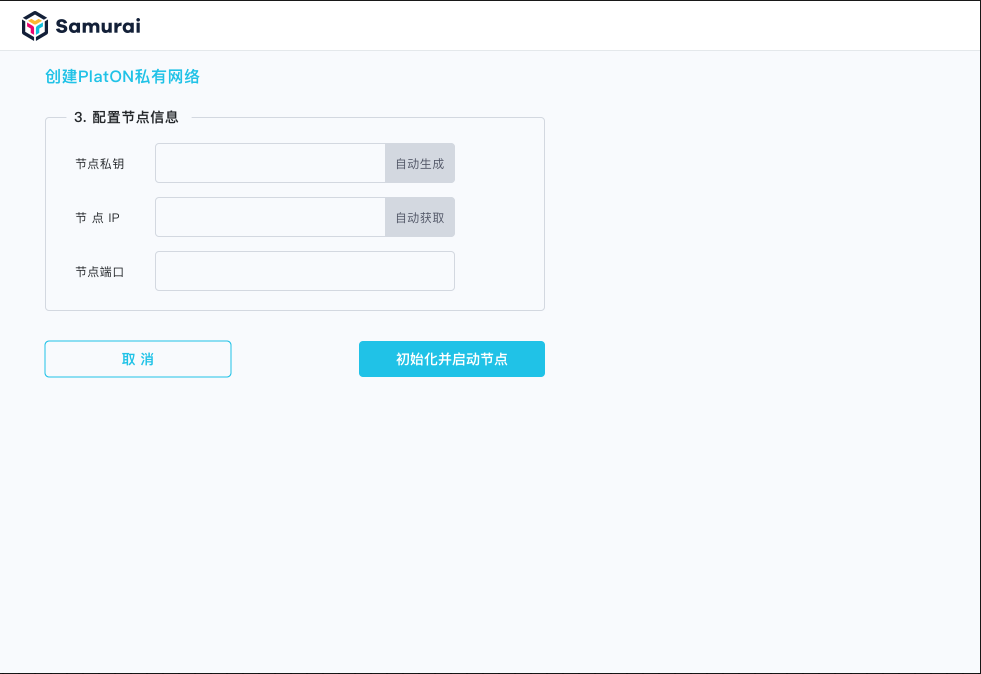 Samurai
创建PlatON私有网络
3. 配置节点信息
节点私钥 自动生成
节 点 IP 自动获取
节点端口
取 消 初始化并启动节点